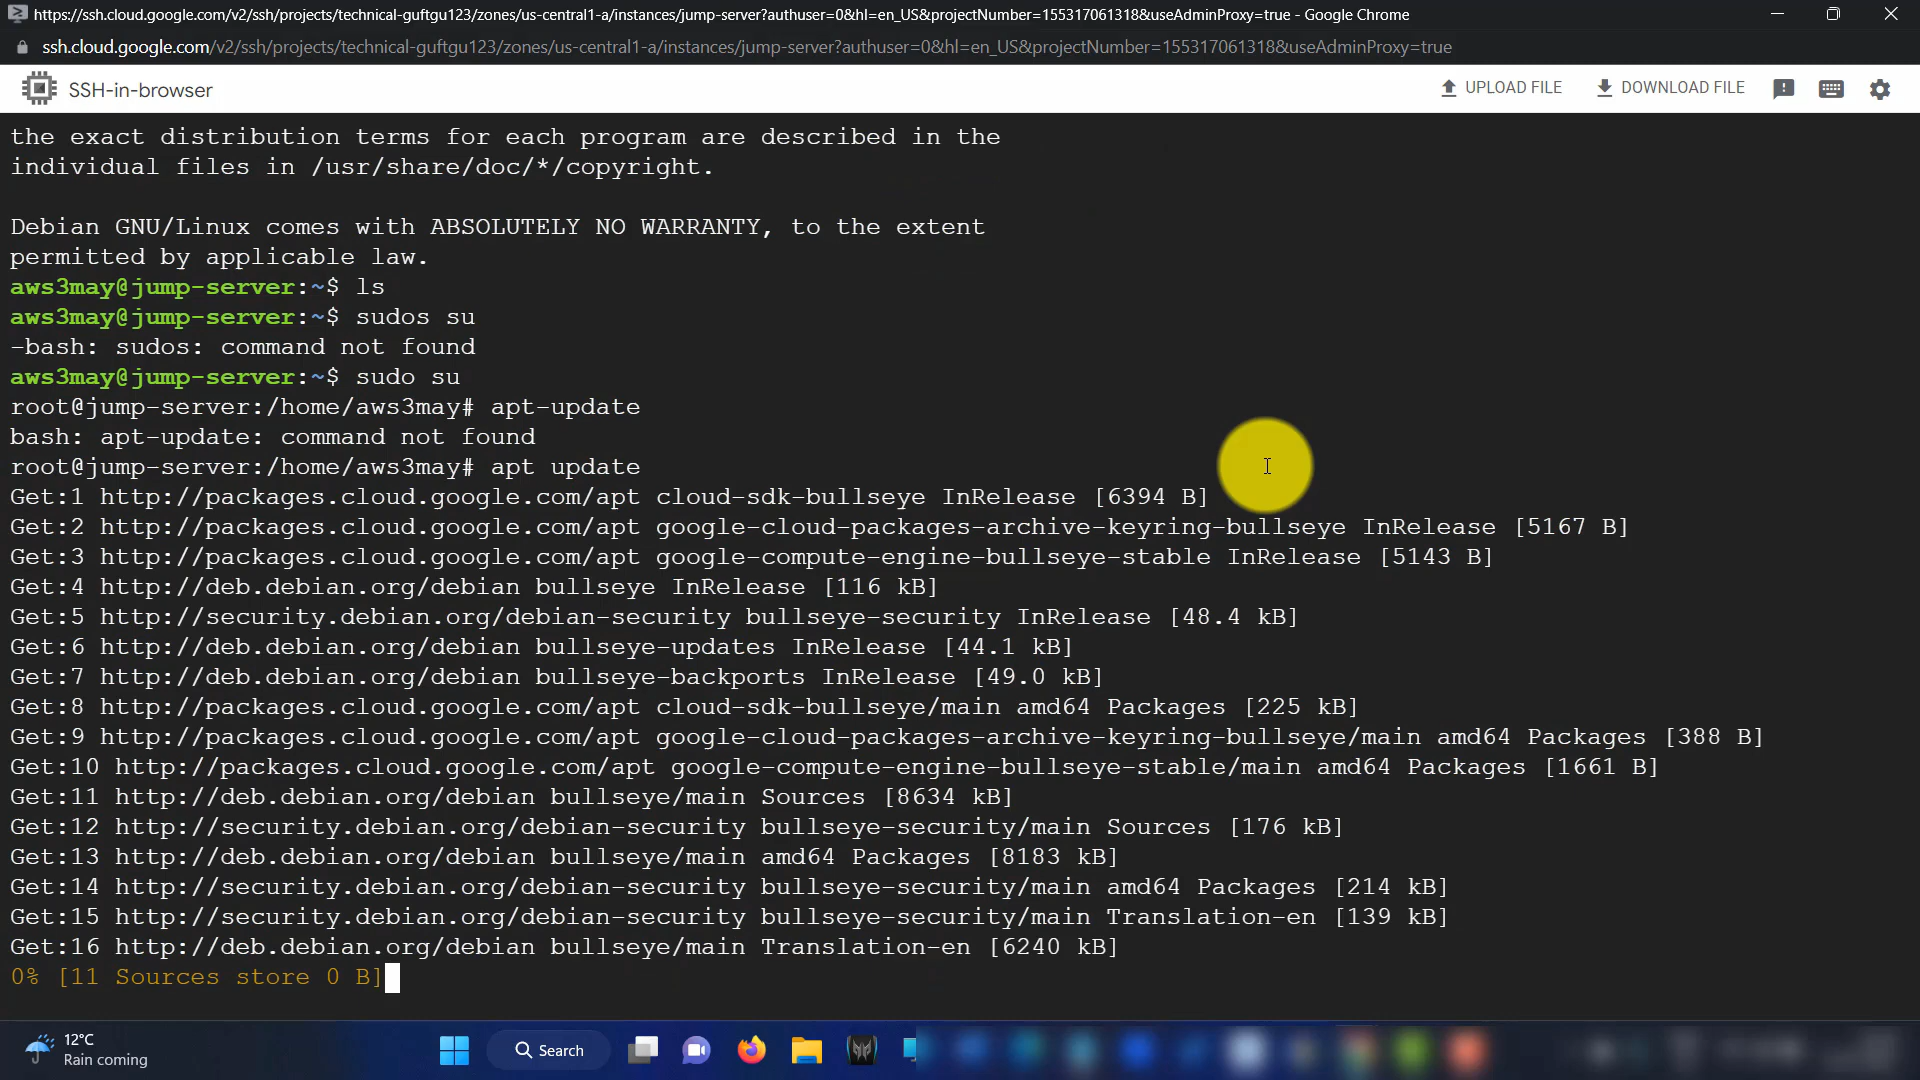 https://ssh.cloud.google.com/v2/ssh/projects/technical-guftgu123/zones/us-central1-a/instances/jump-server?authuser=0&hl=en_US&projectNumber=155317061318&useAdminProxy=true - Google Chrome
ssh.cloud.google.com/v2/ssh/projects/technical-guftgu123/zones/us-central1-a/instances/jump-server?authuser=0&hl=en_US&projectNumber=155317061318&useAdminProxy=true
SSH-in-browser
UPLOAD FILE
DOWNLOAD FILE
the exact distribution terms for each program are described in the
individual files in /usr/share/doc/*/copyright.
Debian GNU/Linux comes with ABSOLUTELY NO WARRANTY, to the extent
permitted by applicable law.
aws3may@jump-server:~$ ls
aws3may@jump-server:~$ sudos su
-bash: sudos: command not found
aws3may@jump-server:~$ sudo su
root@jump-server:/home/aws3may# apt-update
bash: apt-update: command not found
root@jump-server:/home/aws3may# apt update
Get:1 http://packages.cloud.google.com/apt cloud-sdk-bullseye InRelease [6394 B]
Get:2 http://packages.cloud.google.com/apt google-cloud-packages-archive-keyring-bullseye InRelease [5167 B]
Get:3 http://packages.cloud.google.com/apt google-compute-engine-bullseye-stable InRelease [5143 B]
Get:4 http://deb.debian.org/debian bullseye InRelease [116 kB]
Get:5 http://security.debian.org/debian-security bullseye-security InRelease [48.4 kB]
Get:6 http://deb.debian.org/debian bullseye-updates InRelease [44.1 kB]
Get:7 http://deb.debian.org/debian bullseye-backports InRelease [49.0 kB]
Get:8 http://packages.cloud.google.com/apt cloud-sdk-bullseye/main amd64 Packages [225 kB]
Get:9 http://packages.cloud.google.com/apt google-cloud-packages-archive-keyring-bullseye/main amd64 Packages [388 B]
Get:10 http://packages.cloud.google.com/apt google-compute-engine-bullseye-stable/main amd64 Packages [1661 B]
Get:11 http://deb.debian.org/debian bullseye/main Sources [8634 kB]
Get:12 http://security.debian.org/debian-security bullseye-security/main Sources [176 kB]
Get:13 http://deb.debian.org/debian bullseye/main amd64 Packages [8183 kB]
Get:14 http://security.debian.org/debian-security bullseye-security/main amd64 Packages [214 kB]
Get:15 http://security.debian.org/debian-security bullseye-security/main Translation-en [139 kB]
Get:16 http://deb.debian.org/debian bullseye/main Translation-en [6240 kB]
0% [11 Sources store 0 B]
12°C
Rain coming
Search